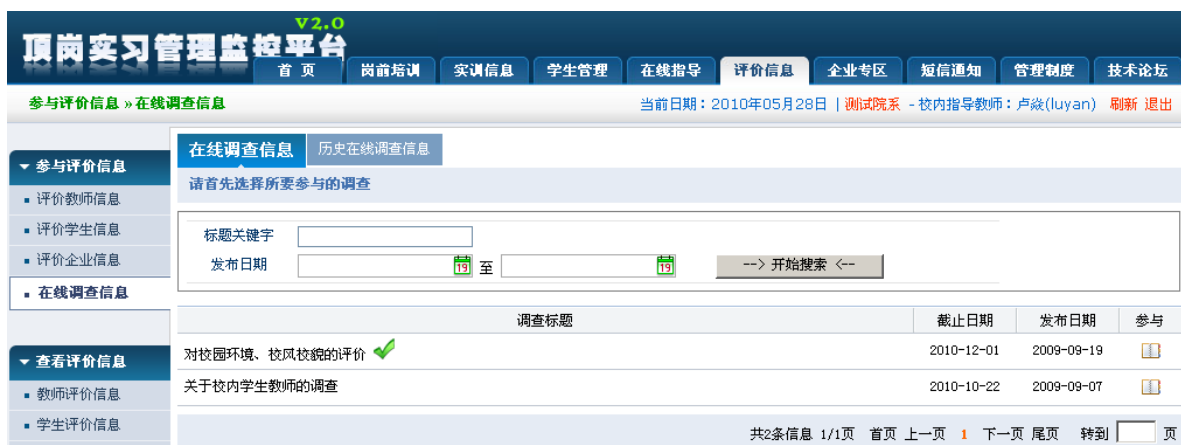 V2.0
頂岗实习管理监控平台
首 页 岗前培训 实训信息 学生管理 在线指导 评价信息 企业专区 短信通知 管理制度 技术论坛
参与评价信息 » 在线调查信息 当前日期：2010年05月28日 | 测试院系 - 校内指导教师：卢焱(luyan) 刷新 退出
参与评价信息
评价教师信息
评价学生信息
评价企业信息
在线调查信息
查看评价信息
教师评价信息
学生评价信息
在线调查信息 历史在线调查信息
请首先选择所要参与的调查
标题关键字
发布日期 19 至 19 --> 开始搜索 <--
调查标题 截止日期 发布日期 参与
对校园环境、校风校貌的评价 2010-12-01 2009-09-19
关于校内学生教师的调查 2010-10-22 2009-09-07
共2条信息 1/1页 首页 上一页 1 下一页 尾页 转到 页